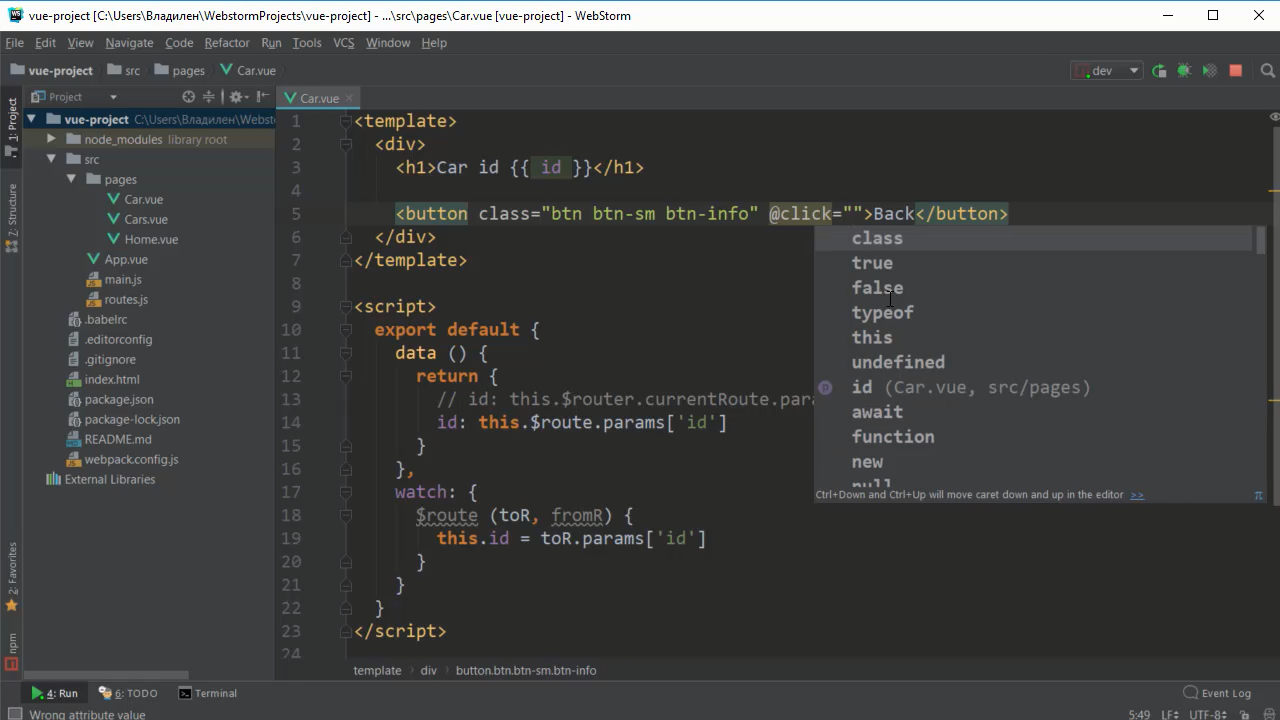 vue-project [C:\Users\Владилен\WebstormProjects\vue-project] - ...\src\pages\Car.vue [vue-project] - WebStorm
File Edit View Navigate Code Refactor Run Tools VCS Window Help
vue-project src pages Car.vue dev
Project
Car.vue
1: Project
Z: Structure
2: Favorites
npm
vue-project C:\Users\Владилен\Webst
node_modules library root
src
pages
Car.vue
Cars.vue
Home.vue
App.vue
main.js
routes.js
.babelrc
.editorconfig
.gitignore
index.html
package.json
package-lock.json
README.md
webpack.config.js
External Libraries
1 <template>
2 <div>
3 <h1>Car id {{ id }}</h1>
4
5 <button class="btn btn-sm btn-info" @click="">Back</button>
6 </div>
7 </template>
8
9 <script>
10 export default {
11 data () {
12 return {
13 // id: this.$router.currentRoute.par
14 id: this.$route.params['id']
15 }
16 },
17 watch: {
18 $route (toR, fromR) {
19 this.id = toR.params['id']
20 }
21 }
22 }
23 </script>
24
class
true
false
typeof
this
undefined
id (Car.vue, src/pages)
await
function
new
null
Ctrl+Down and Ctrl+Up will move caret down and up in the editor >> π
template div button.btn.btn-sm.btn-info
4: Run 6: TODO Terminal Event Log
Wrong attribute value 5:49 LF UTF-8